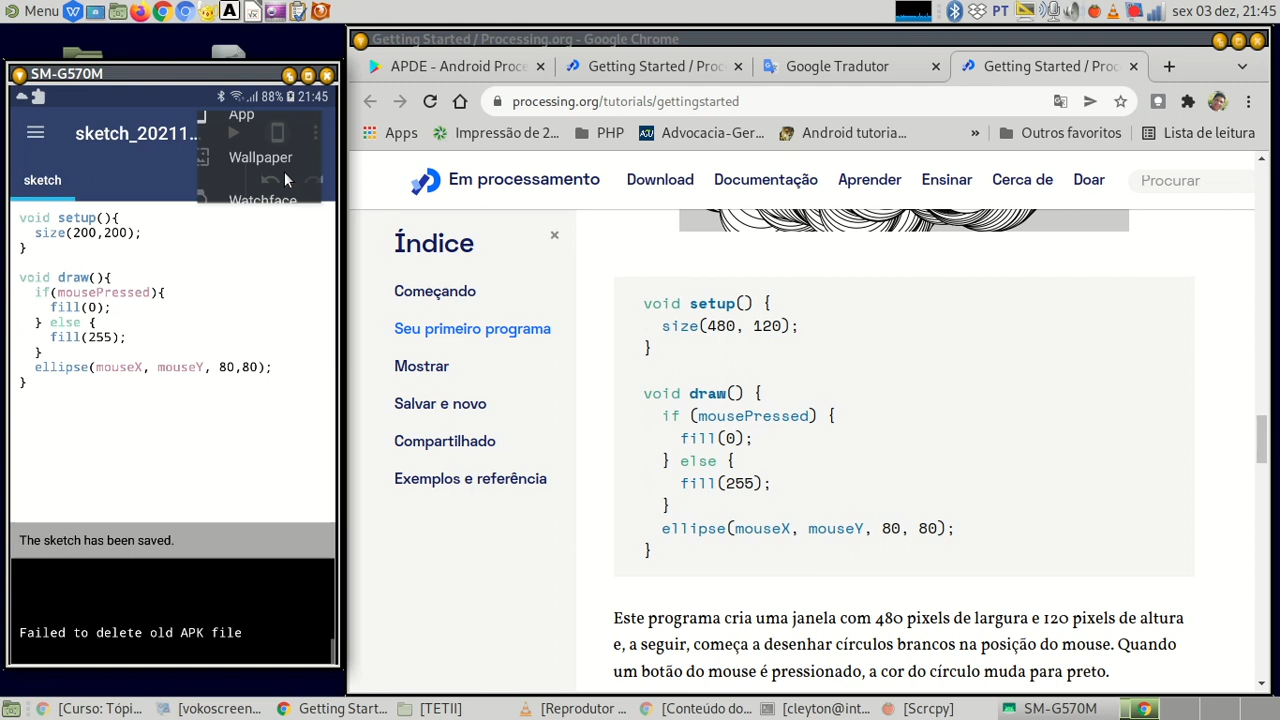 Menu
PT
sex 03 dez, 21:45
SM-G570M
88% 21:45
sketch_20211...
App
Wallpaper
Watchface
sketch
void setup(){
size(200,200);
}
void draw(){
if(mousePressed){
fill(0);
} else {
fill(255);
}
ellipse(mouseX, mouseY, 80,80);
}
The sketch has been saved.
Failed to delete old APK file
Getting Started / Processing.org - Google Chrome
APDE - Android Proce
Getting Started / Proc
Google Tradutor
Getting Started / Proc
processing.org/tutorials/gettingstarted
Apps
Impressão de 2...
PHP
Advocacia-Ger...
Android tutoria...
»
Outros favoritos
Lista de leitura
Em processamento
Download
Documentação
Aprender
Ensinar
Cerca de
Doar
Procurar
Índice
×
Começando
Seu primeiro programa
Mostrar
Salvar e novo
Compartilhado
Exemplos e referência
void setup() {
size(480, 120);
}
void draw() {
if (mousePressed) {
fill(0);
} else {
fill(255);
}
ellipse(mouseX, mouseY, 80, 80);
}
Este programa cria uma janela com 480 pixels de largura e 120 pixels de altura
e, a seguir, começa a desenhar círculos brancos na posição do mouse. Quando
um botão do mouse é pressionado, a cor do círculo muda para preto.
[Curso: Tópi...
[vokoscreen...
Getting Start...
[TETII]
[Reprodutor ...
[Conteúdo do...
[cleyton@int...
[Scrcpy]
SM-G570M